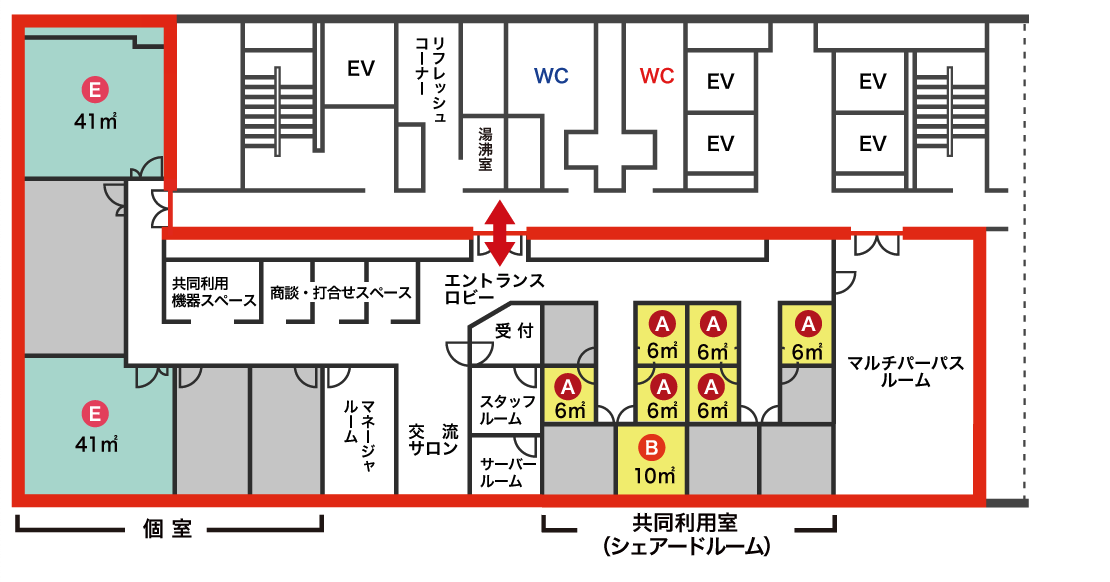 E
41㎡
EV
リフレッシュ
コーナー
湯沸室
WC
WC
EV
EV
EV
EV
共同利用
機器スペース
商談・打合せスペース
エントランス
ロビー
受 付
スタッフ
ルーム
サーバー
ルーム
マネージャ
ルーム
交 流
サロン
A
6㎡
A
6㎡
A
6㎡
A
6㎡
A
6㎡
A
6㎡
B
10㎡
マルチパーパス
ルーム
E
41㎡
個 室
共同利用室
(シェアードルーム)